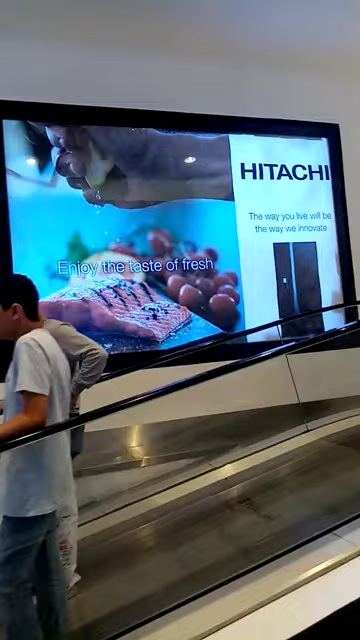 HITACHI
The way you live will be
the way we innovate
Enjoy the taste of fresh